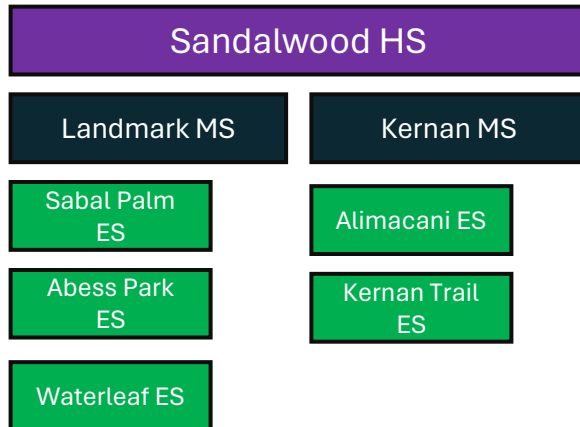 Sandalwood HS
Landmark MS
Kernan MS
Sabal Palm
ES
Alimacani ES
Abess Park
ES
Kernan Trail
ES
Waterleaf ES